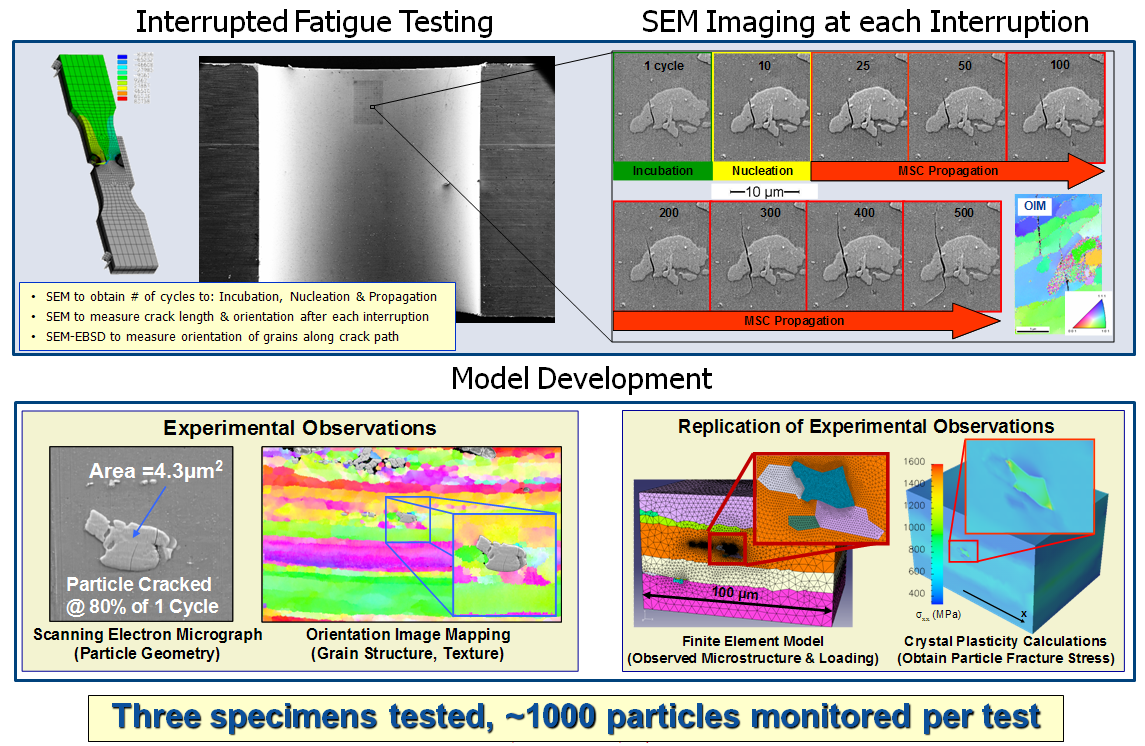 Interrupted Fatigue Testing
SEM Imaging at each Interruption
1 cycle
10
25
50
100
Incubation
Nucleation
MSC Propagation
10 µm
200
300
400
500
OIM
MSC Propagation
• SEM to obtain # of cycles to: Incubation, Nucleation & Propagation
• SEM to measure crack length & orientation after each interruption
• SEM-EBSD to measure orientation of grains along crack path
Model Development
Experimental Observations
Area =4.3µm²
Particle Cracked
@ 80% of 1 Cycle
Scanning Electron Micrograph
(Particle Geometry)
Orientation Image Mapping
(Grain Structure, Texture)
Replication of Experimental Observations
100 µm
Finite Element Model
(Observed Microstructure & Loading)
1600
1400
1200
1000
800
600
400
σxx (MPa)
x
Crystal Plasticity Calculations
(Obtain Particle Fracture Stress)
Three specimens tested, ~1000 particles monitored per test